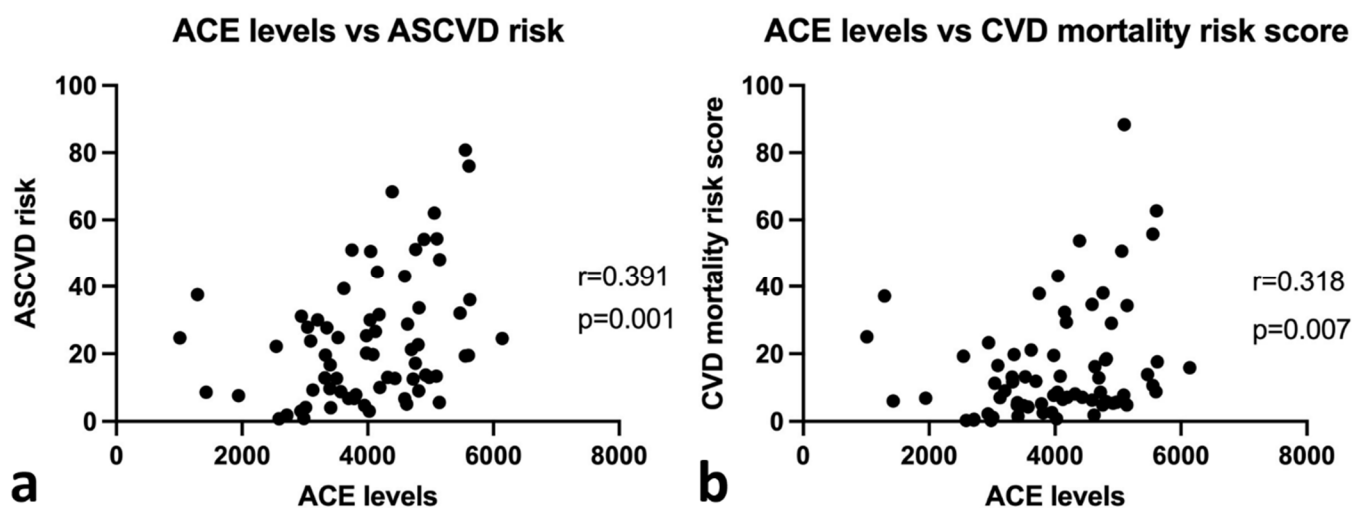 ACE levels vs ASCVD risk
100
80
60
40
20
0
ASCVD risk
r=0.391
p=0.001
0 2000 4000 6000 8000
ACE levels
a
ACE levels vs CVD mortality risk score
100
80
60
40
20
0
CVD mortality risk score
r=0.318
p=0.007
0 2000 4000 6000 8000
ACE levels
b